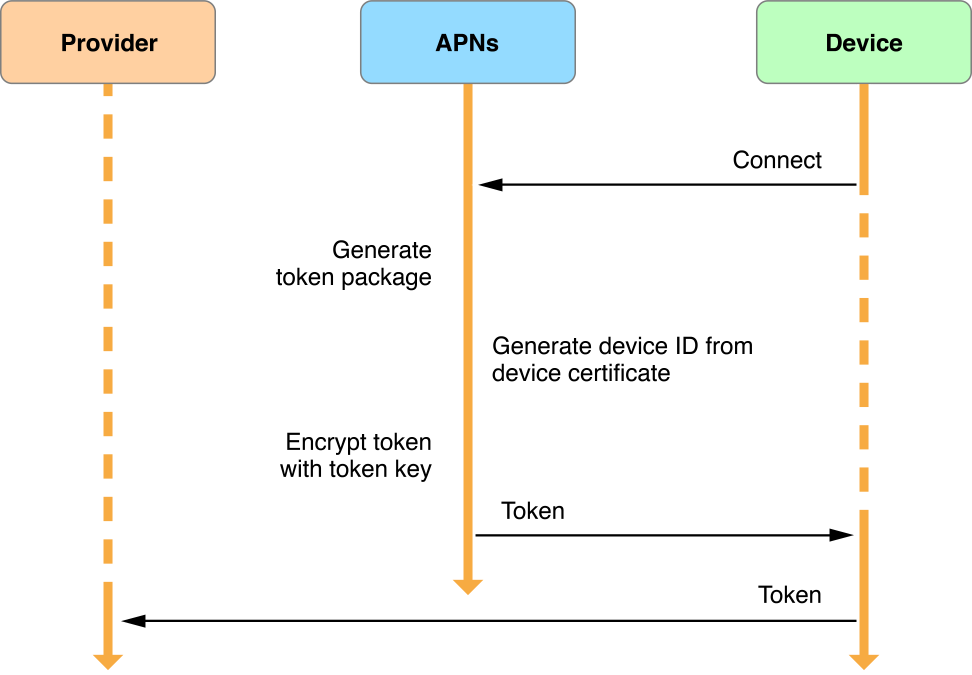 Provider
APNs
Device
Connect
Generate
token package
Generate device ID from
device certificate
Encrypt token
with token key
Token
Token